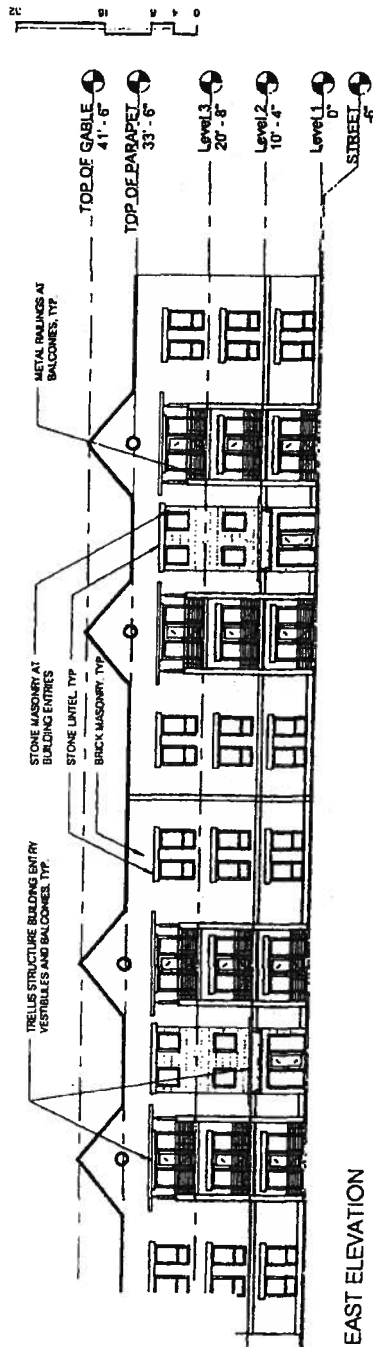 TRELLIS STRUCTURE BUILDING ENTRY
VESTIBULES AND BALCONIES, TYP.
STONE MASONRY AT
BUILDING ENTRIES
STONE LINTEL, TYP
BRICK MASONRY, TYP.
METAL RAILINGS AT
BALCONIES, TYP.
TOP OF GABLE
41' - 6"
TOP OF PARAPET
33' - 6"
Level 3
20' - 8"
Level 2
10' - 4"
Level 1
0"
STREET
-6"
EAST ELEVATION
0 4 8 16 32